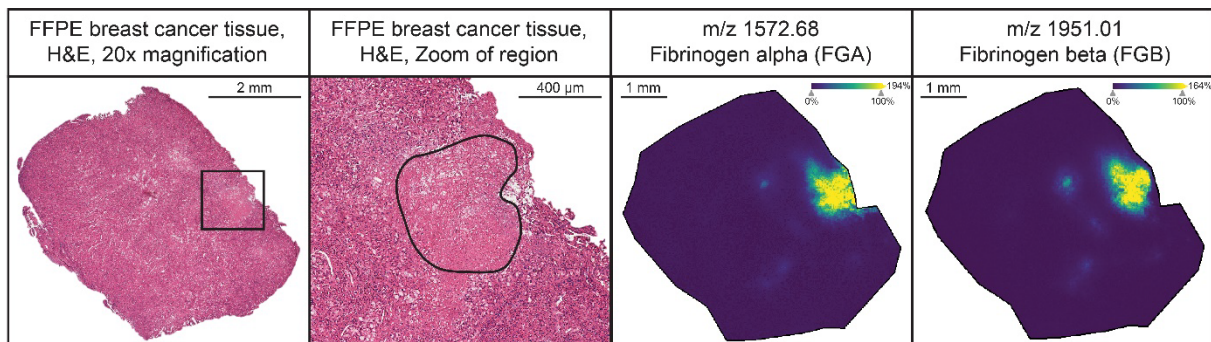 FFPE breast cancer tissue,
H&E, 20x magnification
2 mm
FFPE breast cancer tissue,
H&E, Zoom of region
400 µm
m/z 1572.68
Fibrinogen alpha (FGA)
1 mm
194%
0%
100%
m/z 1951.01
Fibrinogen beta (FGB)
1 mm
164%
0%
100%